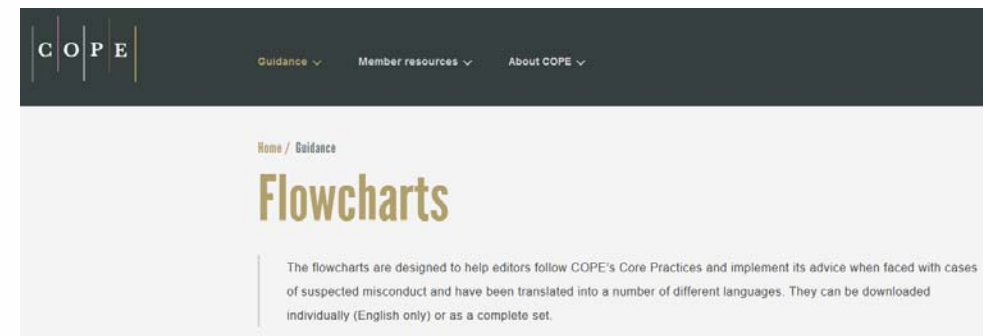 COPE
Guidance Member resources About COPE
Home / Guidance
Flowcharts
The flowcharts are designed to help editors follow COPE's Core Practices and implement its advice when faced with cases
of suspected misconduct and have been translated into a number of different languages. They can be downloaded
individually (English only) or as a complete set.